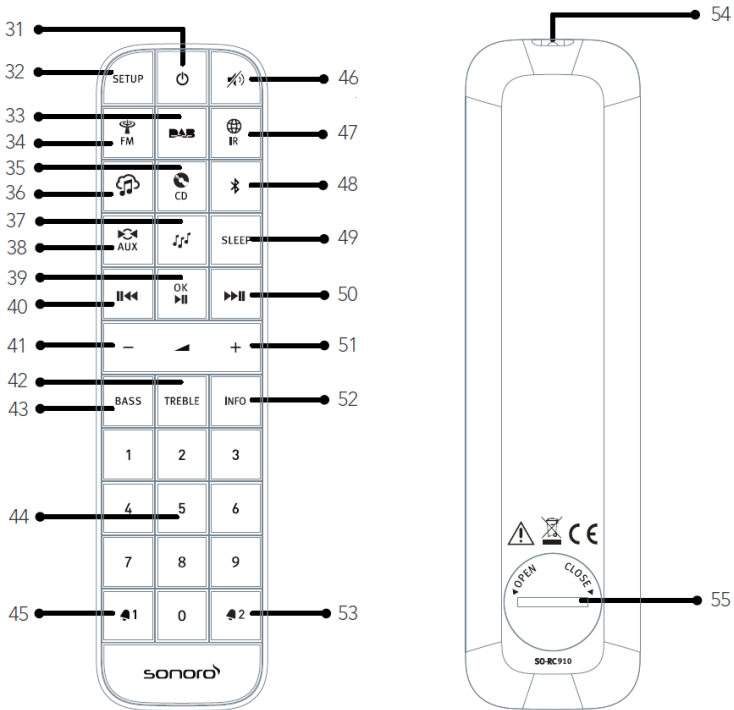 31
54
32
SETUP
46
33
34
FM
DAB
IR
47
35
36
CD
48
37
38
AUX
SLEEP
49
39
40
OK
50
41
−
+
51
42
43
BASS
TREBLE
INFO
52
1
2
3
44
4
5
6
7
8
9
OPEN
CLOSE
CE
55
45
1
0
2
53
sonoro
SO-RC910